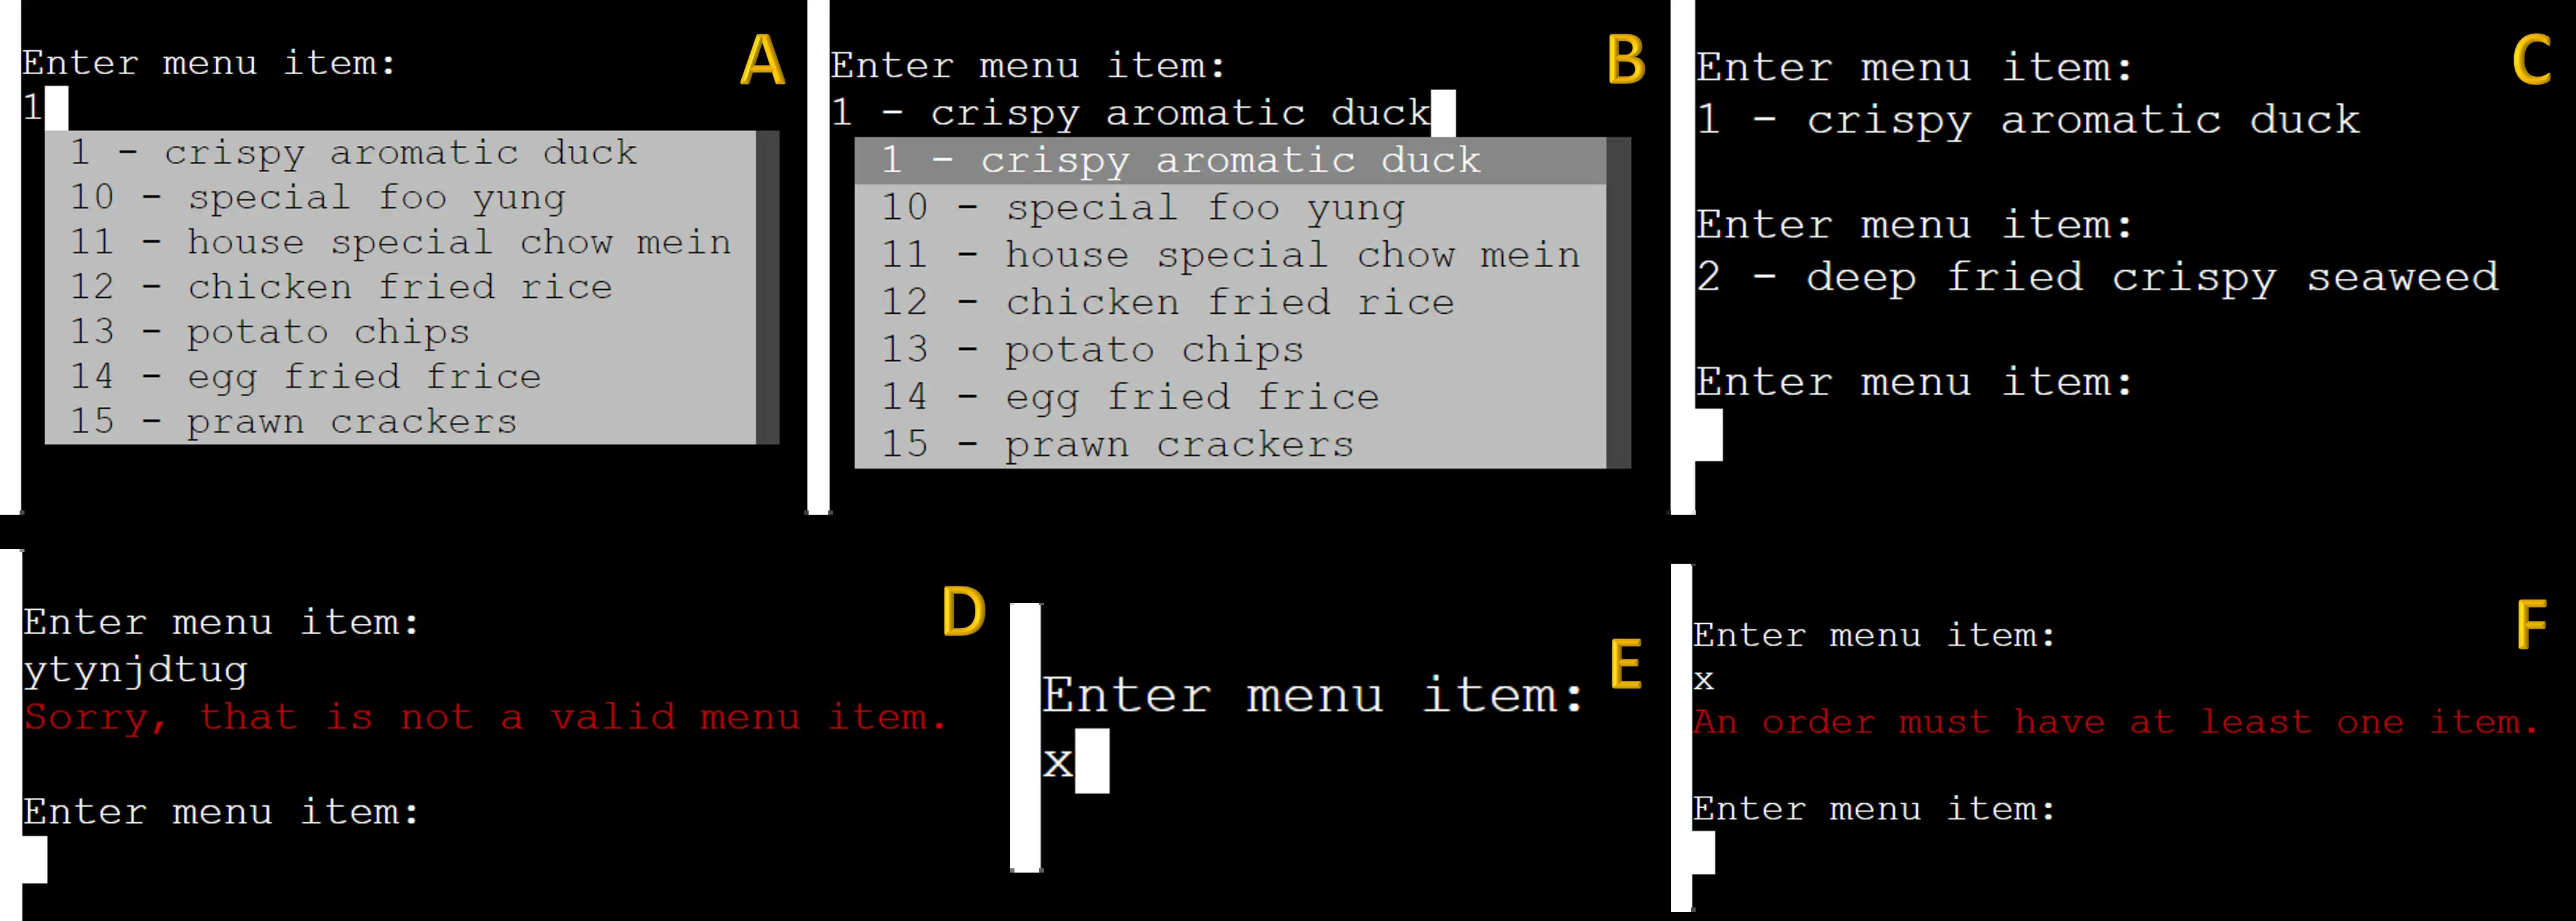 A
Enter menu item:
1
1 - crispy aromatic duck
10 - special foo yung
11 - house special chow mein
12 - chicken fried rice
13 - potato chips
14 - egg fried frice
15 - prawn crackers
B
Enter menu item:
1 - crispy aromatic duck
1 - crispy aromatic duck
10 - special foo yung
11 - house special chow mein
12 - chicken fried rice
13 - potato chips
14 - egg fried frice
15 - prawn crackers
C
Enter menu item:
1 - crispy aromatic duck
Enter menu item:
2 - deep fried crispy seaweed
Enter menu item:
D
Enter menu item:
ytynjdtug
Sorry, that is not a valid menu item.
Enter menu item:
E
Enter menu item:
x
F
Enter menu item:
x
An order must have at least one item.
Enter menu item: